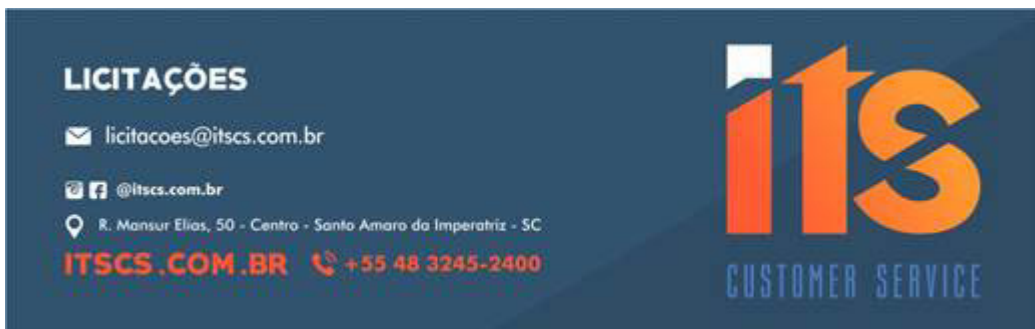 LICITAÇÕES
licitacoes@itscs.com.br
@itscs.com.br
R. Mansur Elias, 50 - Centro - Santo Amaro da Imperatriz - SC
ITSCS.COM.BR +55 48 3245-2400
its
CUSTOMER SERVICE